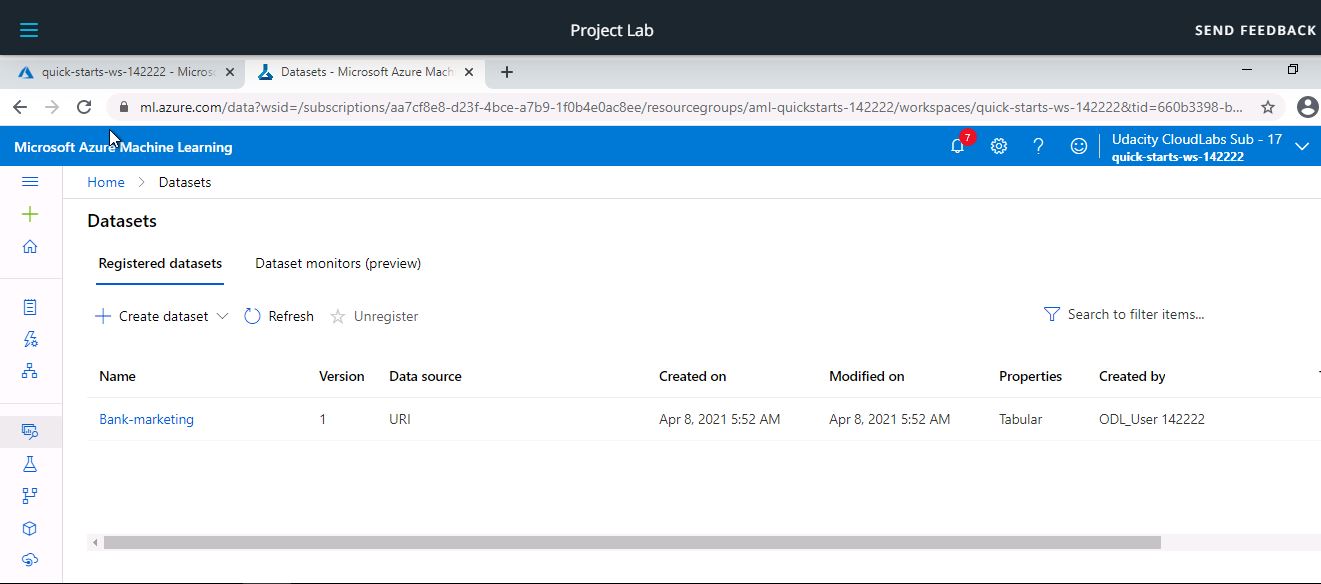 Project Lab
SEND FEEDBACK
quick-starts-ws-142222 - Micros
Datasets - Microsoft Azure Mach
ml.azure.com/data?wsid=/subscriptions/aa7cf8e8-d23f-4bce-a7b9-1f0b4e0ac8ee/resourcegroups/aml-quickstarts-142222/workspaces/quick-starts-ws-142222&tid=660b3398-b...
Microsoft Azure Machine Learning
7
Udacity CloudLabs Sub - 17
quick-starts-ws-142222
Home > Datasets
Datasets
Registered datasets Dataset monitors (preview)
Create dataset Refresh Unregister Search to filter items...
Name Version Data source Created on Modified on Properties Created by
Bank-marketing 1 URI Apr 8, 2021 5:52 AM Apr 8, 2021 5:52 AM Tabular ODL_User 142222